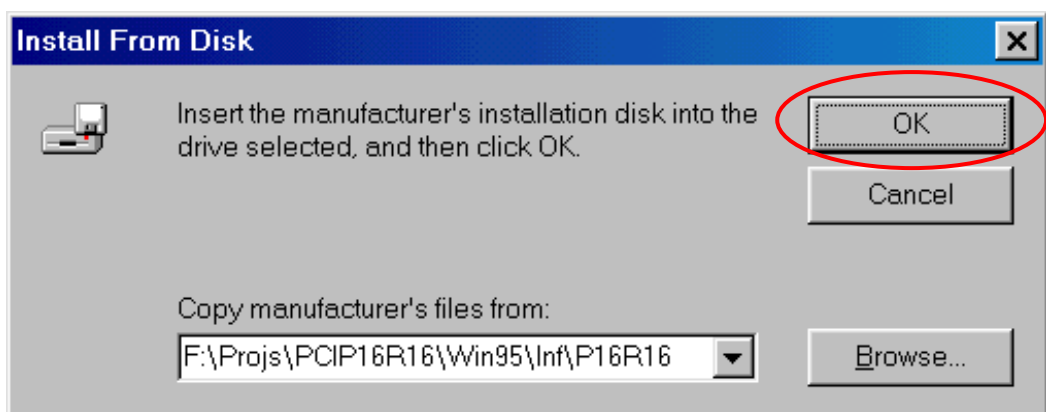 Install From Disk
Insert the manufacturer's installation disk into the
drive selected, and then click OK.
OK
Cancel
Copy manufacturer's files from:
F:\Projs\PCIP16R16\Win95\Inf\P16R16
Browse...